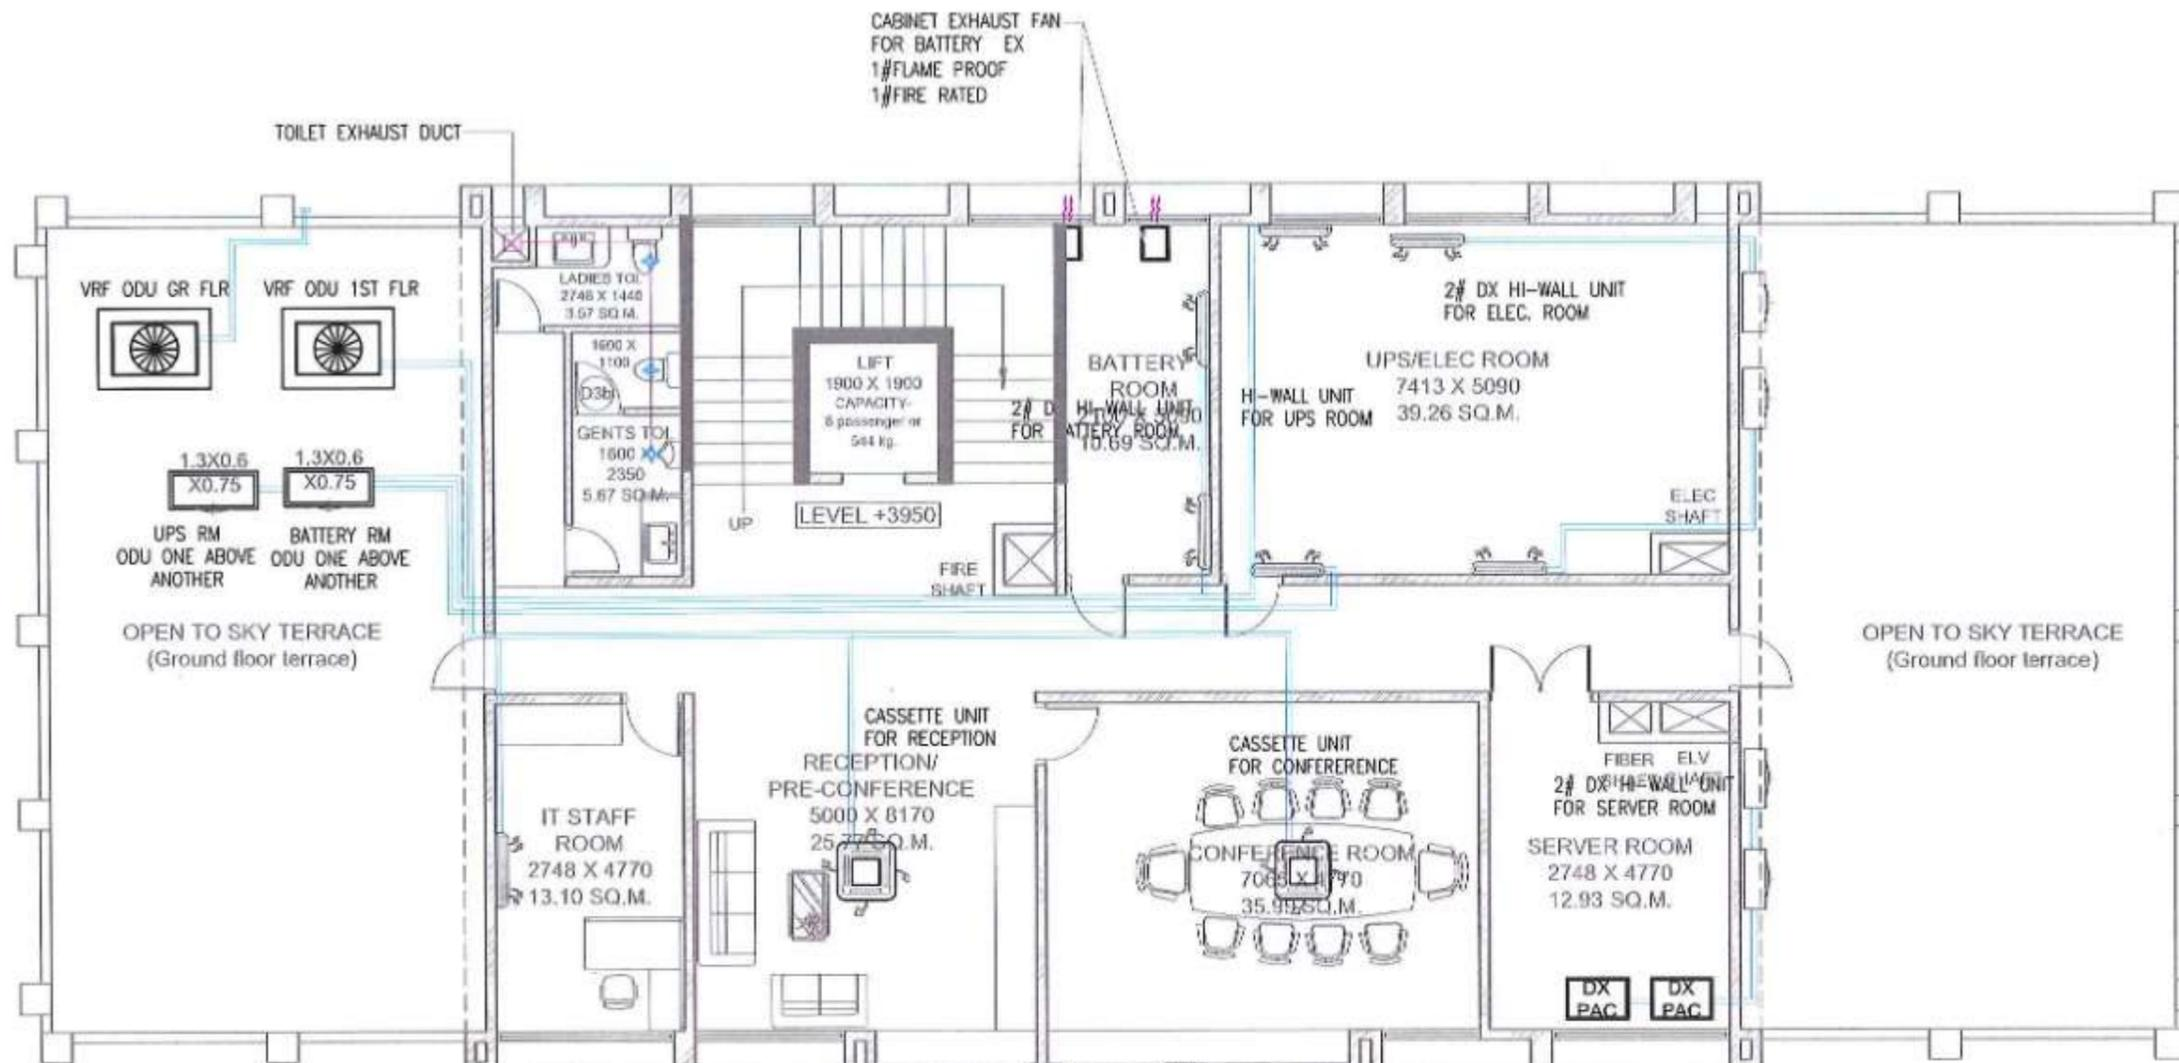 CABINET EXHAUST FAN
FOR BATTERY EX
1#FLAME PROOF
1#FIRE RATED
TOILET EXHAUST DUCT
VRF ODU GR FLR
VRF ODU 1ST FLR
LADIES TOI.
2748 X 1440
3.57 SQ M.
1600 X
1100
D3b
GENTS TOI.
1600 X
2350
5.67 SQ M.
LIFT
1900 X 1900
CAPACITY-
8 passenger or
544 kg.
UP
LEVEL +3950
FIRE
SHAFT
BATTERY
ROOM
10.69 SQ.M.
2# D HI-WALL UNIT
FOR BATTERY ROOM
HI-WALL UNIT
FOR UPS ROOM
2# DX HI-WALL UNIT
FOR ELEC. ROOM
UPS/ELEC ROOM
7413 X 5090
39.26 SQ.M.
ELEC
SHAFT
1.3X0.6
X0.75
UPS RM
ODU ONE ABOVE
ANOTHER
1.3X0.6
X0.75
BATTERY RM
ODU ONE ABOVE
ANOTHER
OPEN TO SKY TERRACE
(Ground floor terrace)
OPEN TO SKY TERRACE
(Ground floor terrace)
IT STAFF
ROOM
2748 X 4770
13.10 SQ.M.
CASSETTE UNIT
FOR RECEPTION
RECEPTION/
PRE-CONFERENCE
5000 X 8170
25.77 SQ.M.
CASSETTE UNIT
FOR CONFERERENCE
CONFERENCE ROOM
35.99 SQ.M.
FIBER ELV
2# DX HI-WALL UNIT
FOR SERVER ROOM
SERVER ROOM
2748 X 4770
12.93 SQ.M.
DX
PAC
DX
PAC